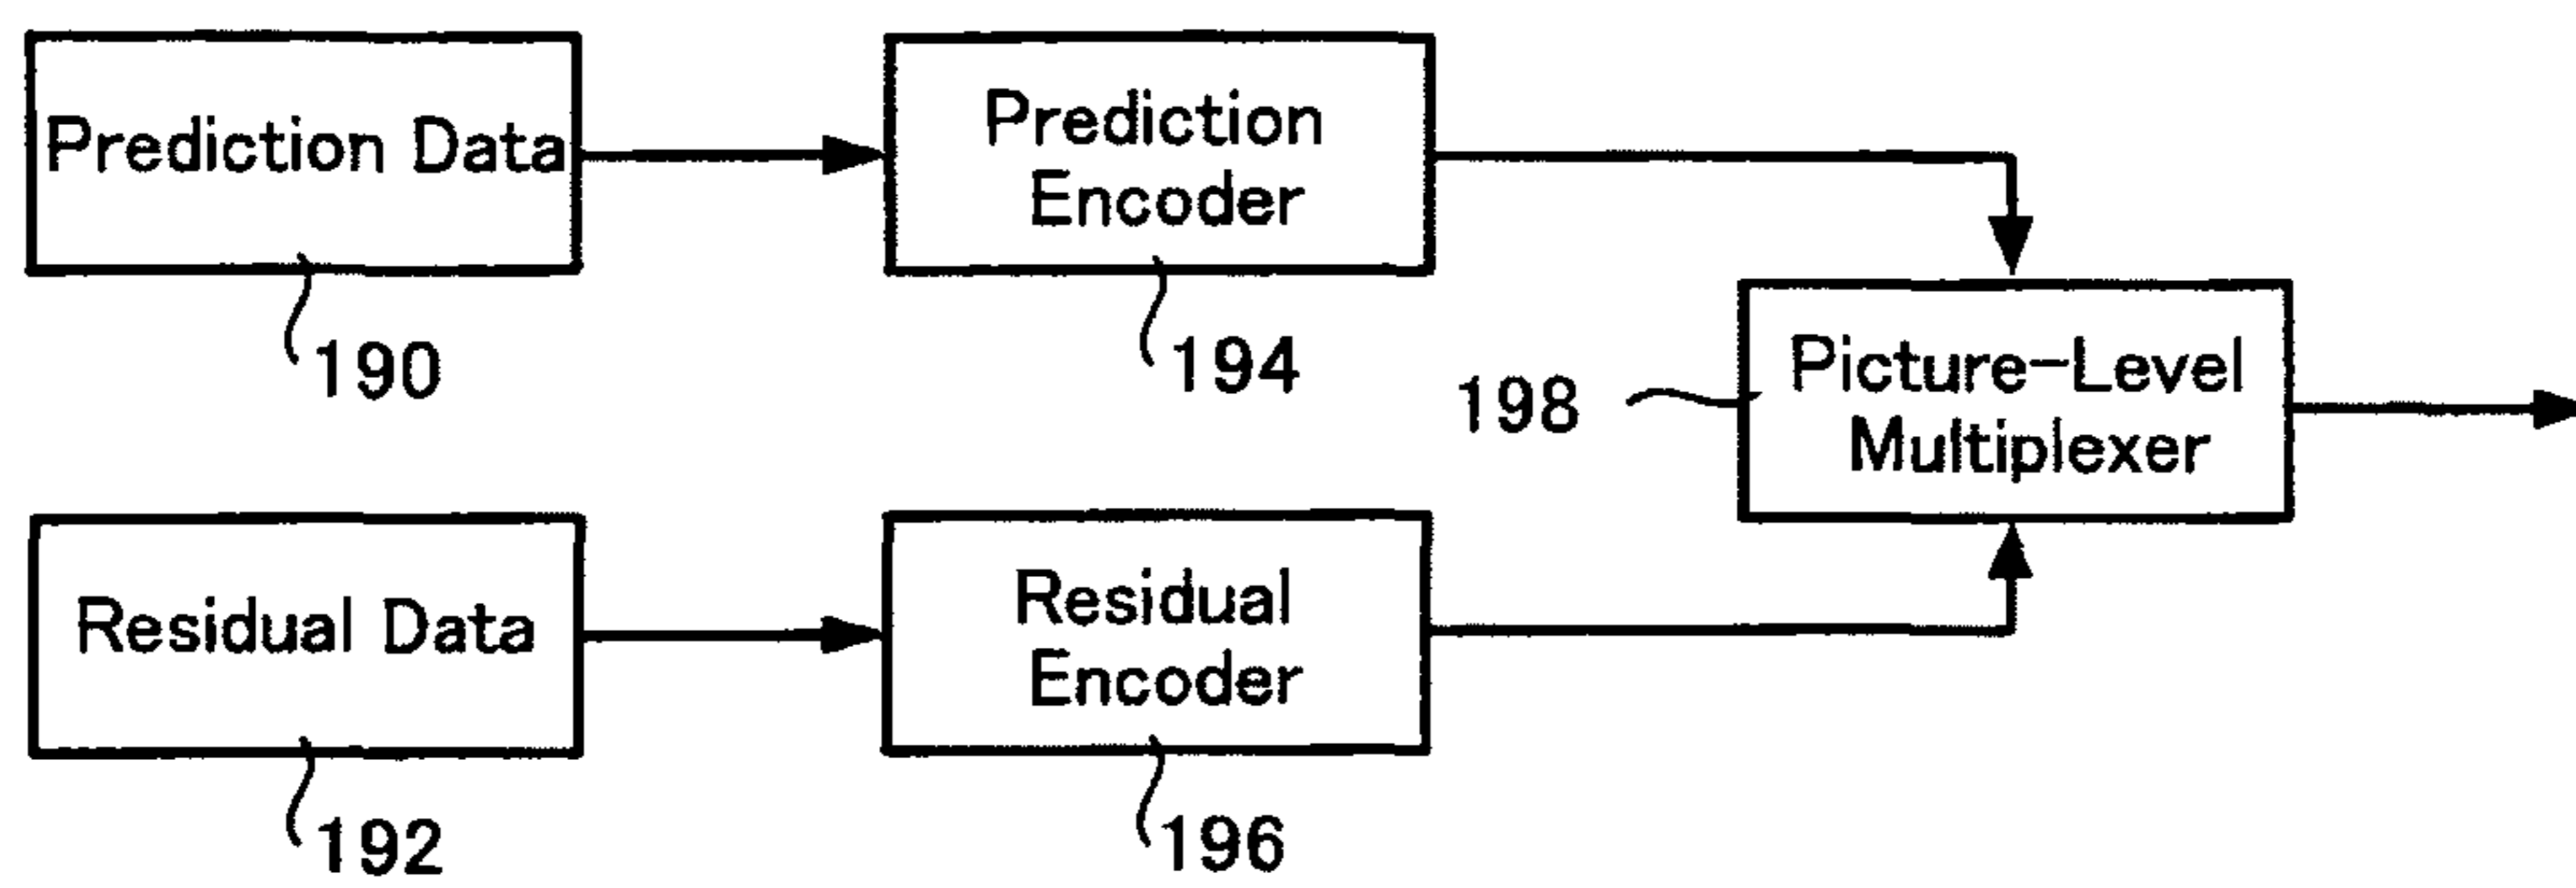 Prediction Data
190
Prediction
Encoder
194
198
Picture-Level
Multiplexer
Residual Data
192
Residual
Encoder
196